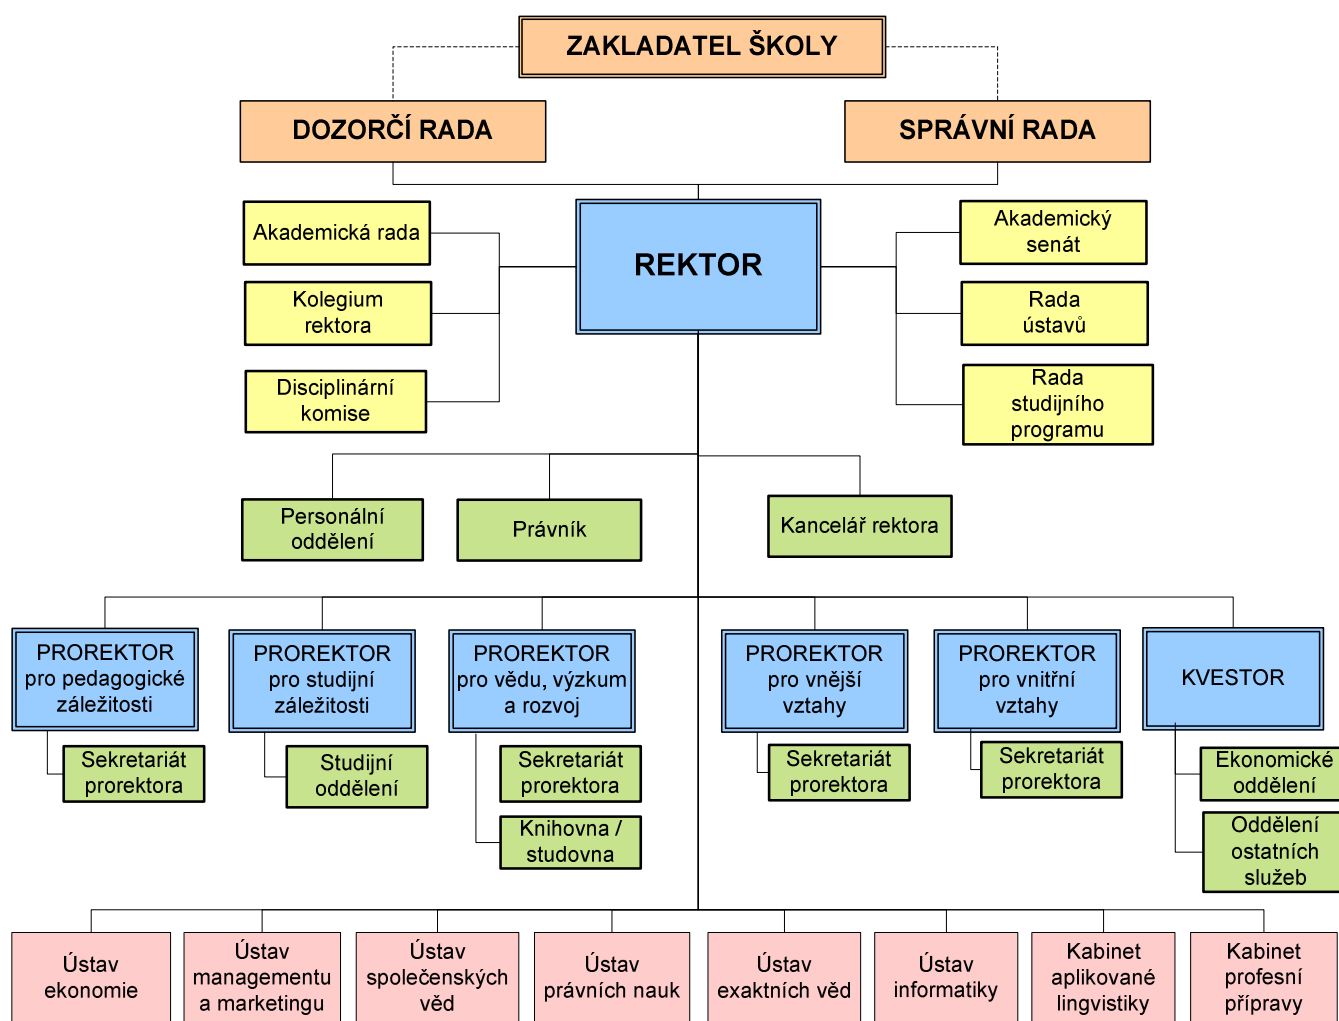 ZAKLADATEL ŠKOLY
DOZORČÍ RADA
SPRÁVNÍ RADA
REKTOR
Akademická rada
Kolegium
rektora
Disciplinární
komise
Akademický
senát
Rada
ústavů
Rada
studijního
programu
Personální
oddělení
Právník
Kancelář rektora
PROREKTOR
pro pedagogické
záležitosti
PROREKTOR
pro studijní
záležitosti
PROREKTOR
pro vědu, výzkum
a rozvoj
PROREKTOR
pro vnější
vztahy
PROREKTOR
pro vnitřní
vztahy
KVESTOR
Sekretariát
prorektora
Studijní
oddělení
Sekretariát
prorektora
Knihovna /
studovna
Sekretariát
prorektora
Sekretariát
prorektora
Ekonomické
oddělení
Oddělení
ostatních
služeb
Ústav
ekonomie
Ústav
managementu
a marketingu
Ústav
společenských
věd
Ústav
právních nauk
Ústav
exaktních věd
Ústav
informatiky
Kabinet
aplikované
lingvistiky
Kabinet
profesní
přípravy